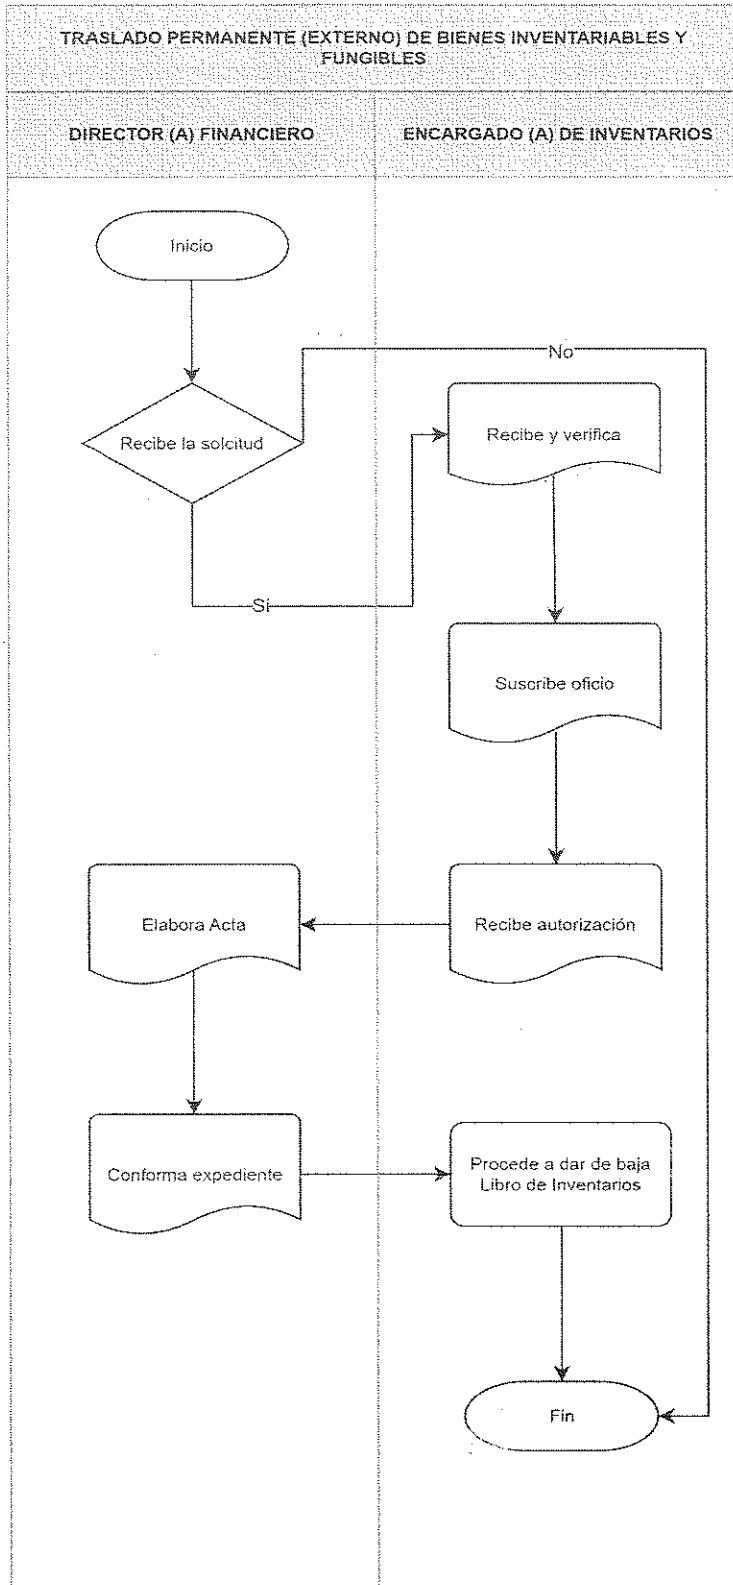 TRASLADO PERMANENTE (EXTERNO) DE BIENES INVENTARIABLES Y
FUNGIBLES
DIRECTOR (A) FINANCIERO
ENCARGADO (A) DE INVENTARIOS
Inicio
No
Recibe la solcitud
Recibe y verifica
Si
Suscribe oficio
Elabora Acta
Recibe autorización
Conforma expediente
Procede a dar de baja
Libro de Inventarios
Fin